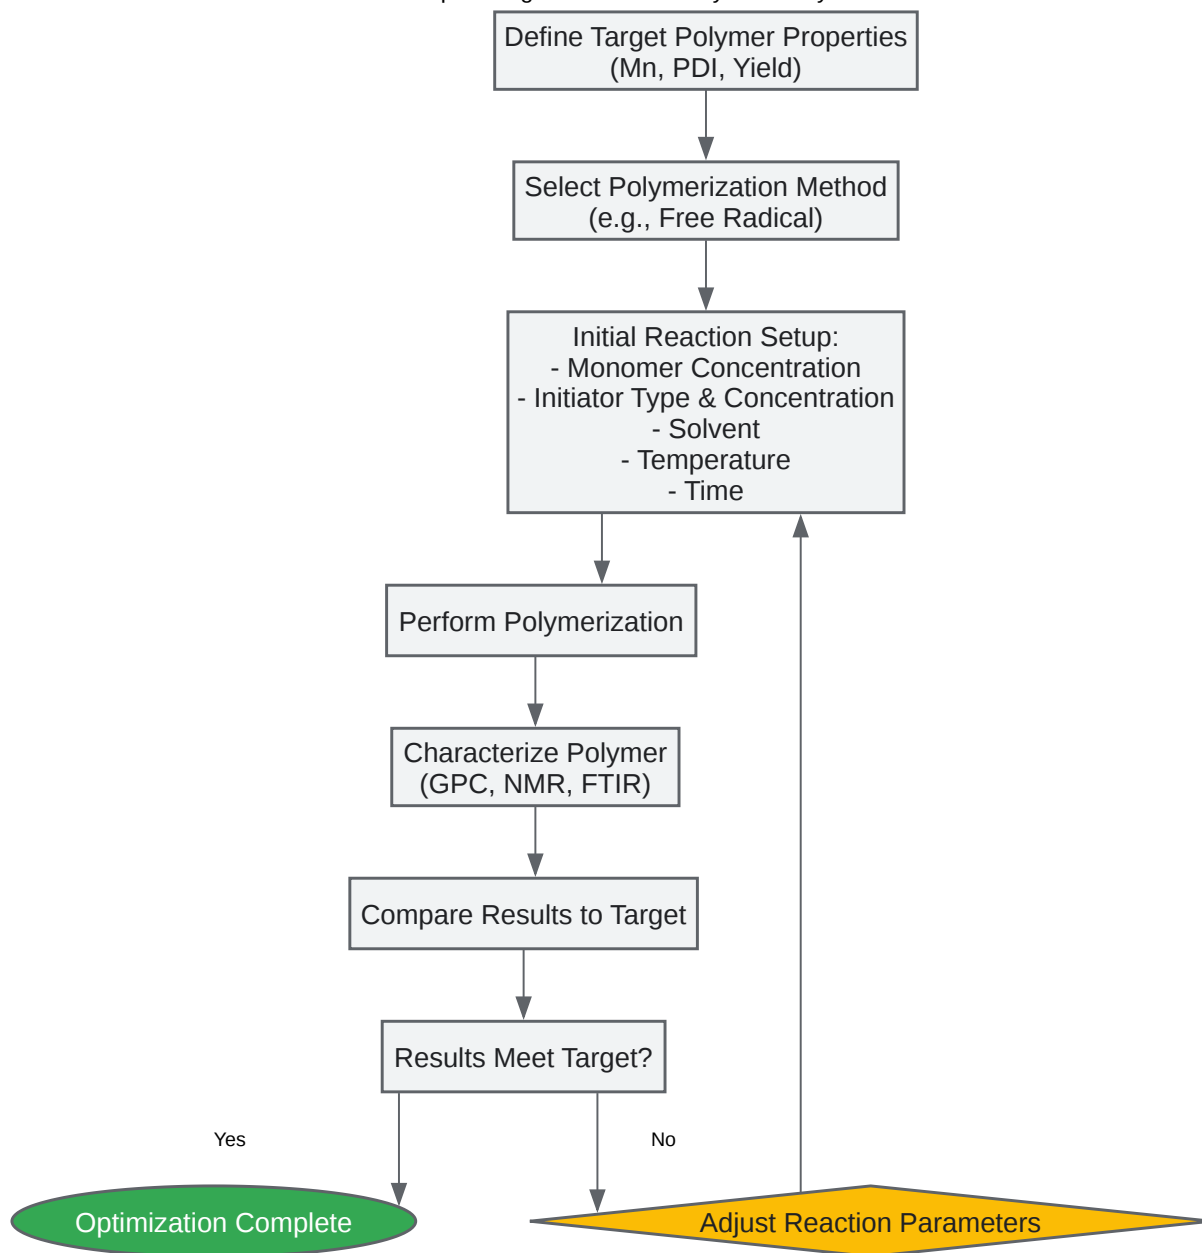 Define Target Polymer Properties
(Mn, PDI, Yield)
Select Polymerization Method
(e.g., Free Radical)
Initial Reaction Setup:
- Monomer Concentration
- Initiator Type & Concentration
- Solvent
- Temperature
- Time
Perform Polymerization
Characterize Polymer
(GPC, NMR, FTIR)
Compare Results to Target
Results Meet Target?
Yes
No
Optimization Complete
Adjust Reaction Parameters